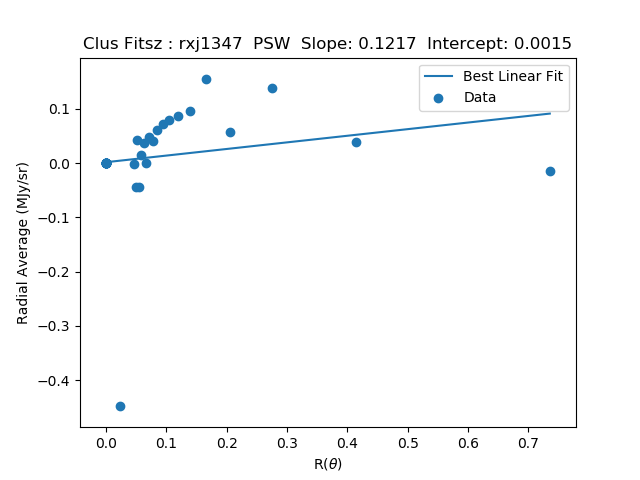 Clus Fitsz : rxj1347  PSW  Slope: 0.1217  Intercept: 0.0015
Best Linear Fit
Data
0.1
0.0
−0.1
−0.2
−0.3
−0.4
Radial Average (MJy/sr)
0.0 0.1 0.2 0.3 0.4 0.5 0.6 0.7
R(θ)